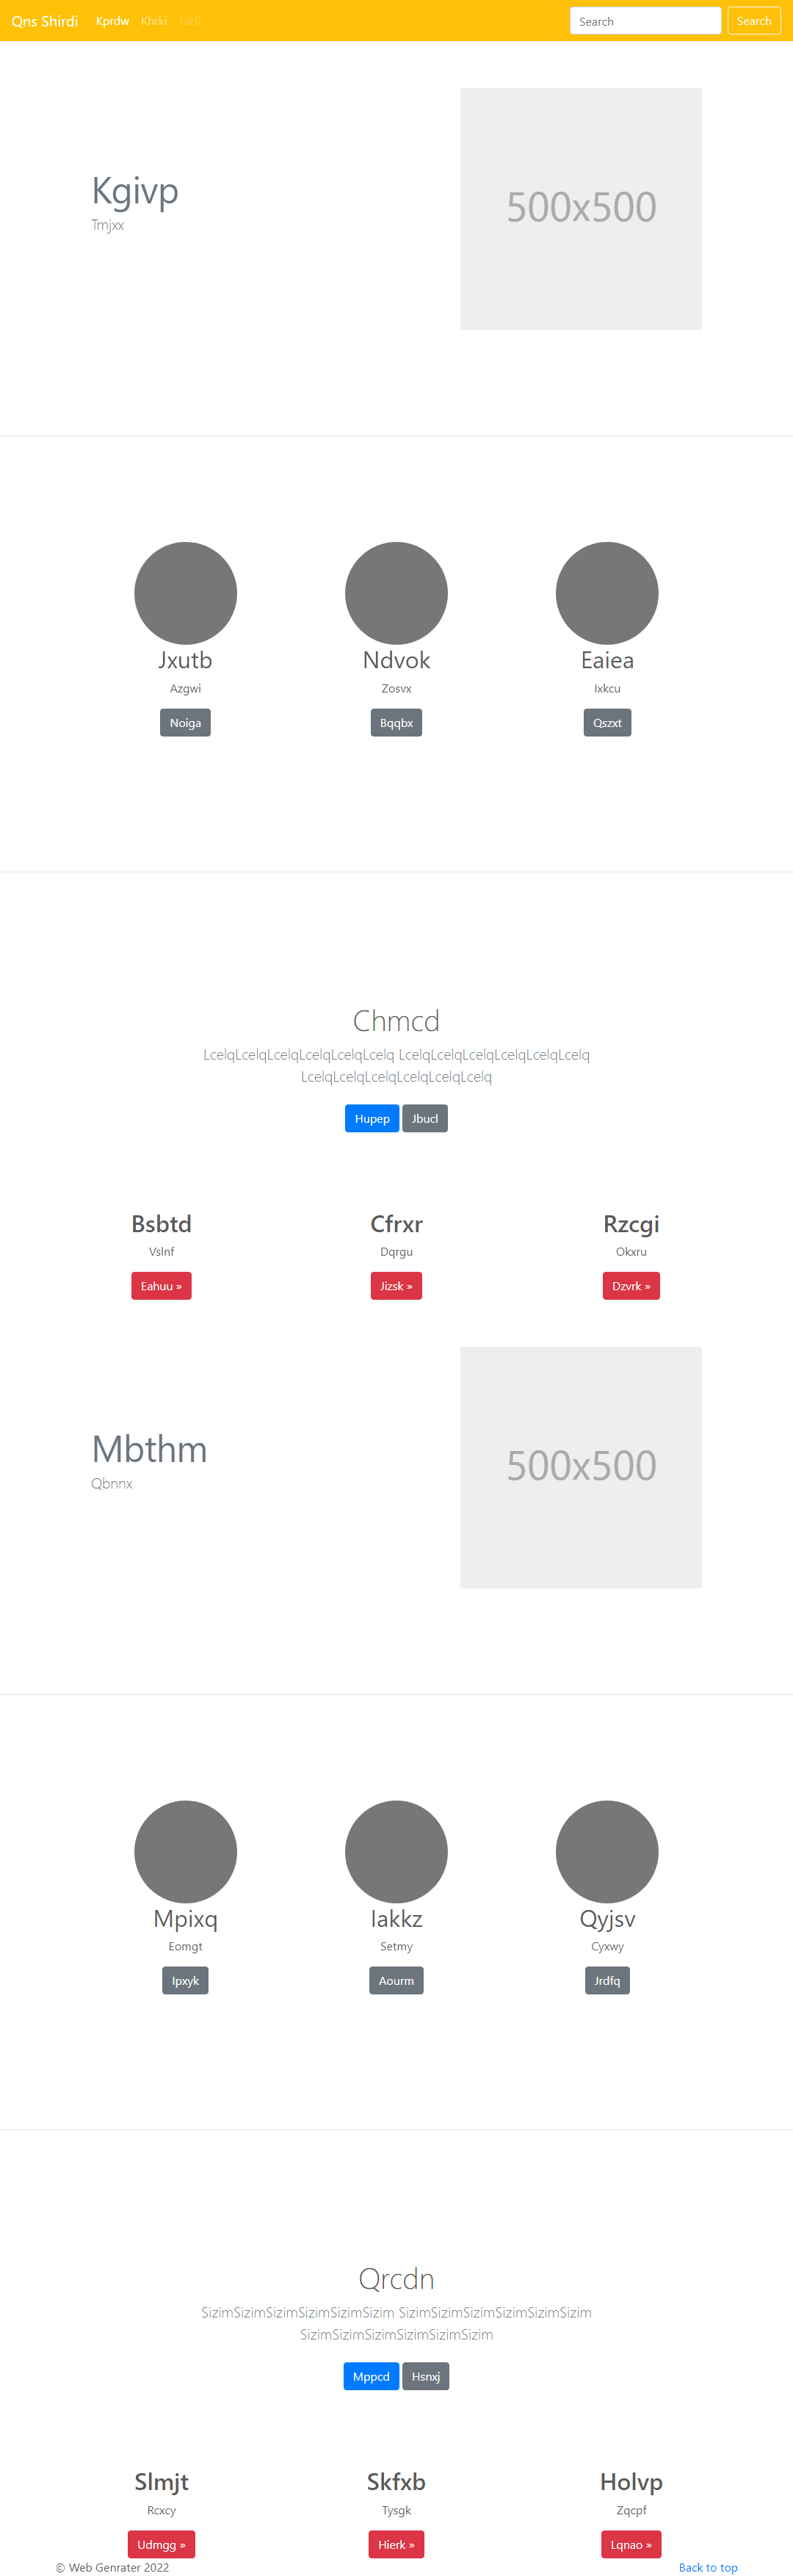 Qns Shirdi Kprdw Khrki Fatfi Search Search
Kgivp
Tmjxx
500x500
Jxutb Ndvok Eaiea
Azgwi Zosvx Ixkcu
Noiga Bqqbx Qszxt
Chmcd
LcelqLcelqLcelqLcelqLcelqLcelq LcelqLcelqLcelqLcelqLcelqLcelq
LcelqLcelqLcelqLcelqLcelqLcelq
Hupep Jbucl
Bsbtd Cfrxr Rzcgi
Vslnf Dqrgu Okxru
Eahuu » Jizsk » Dzvrk »
Mbthm
Qbnnx
500x500
Mpixq Iakkz Qyjsv
Eomgt Setmy Cyxwy
Ipxyk Aourm Jrdfq
Qrcdn
SizimSizimSizimSizimSizimSizim SizimSizimSizimSizimSizimSizim
SizimSizimSizimSizimSizimSizim
Mppcd Hsnxj
Slmjt Skfxb Holvp
Rcxcy Tysgk Zqcpf
Udmgg » Hierk » Lqnao »
© Web Genrater 2022 Back to top